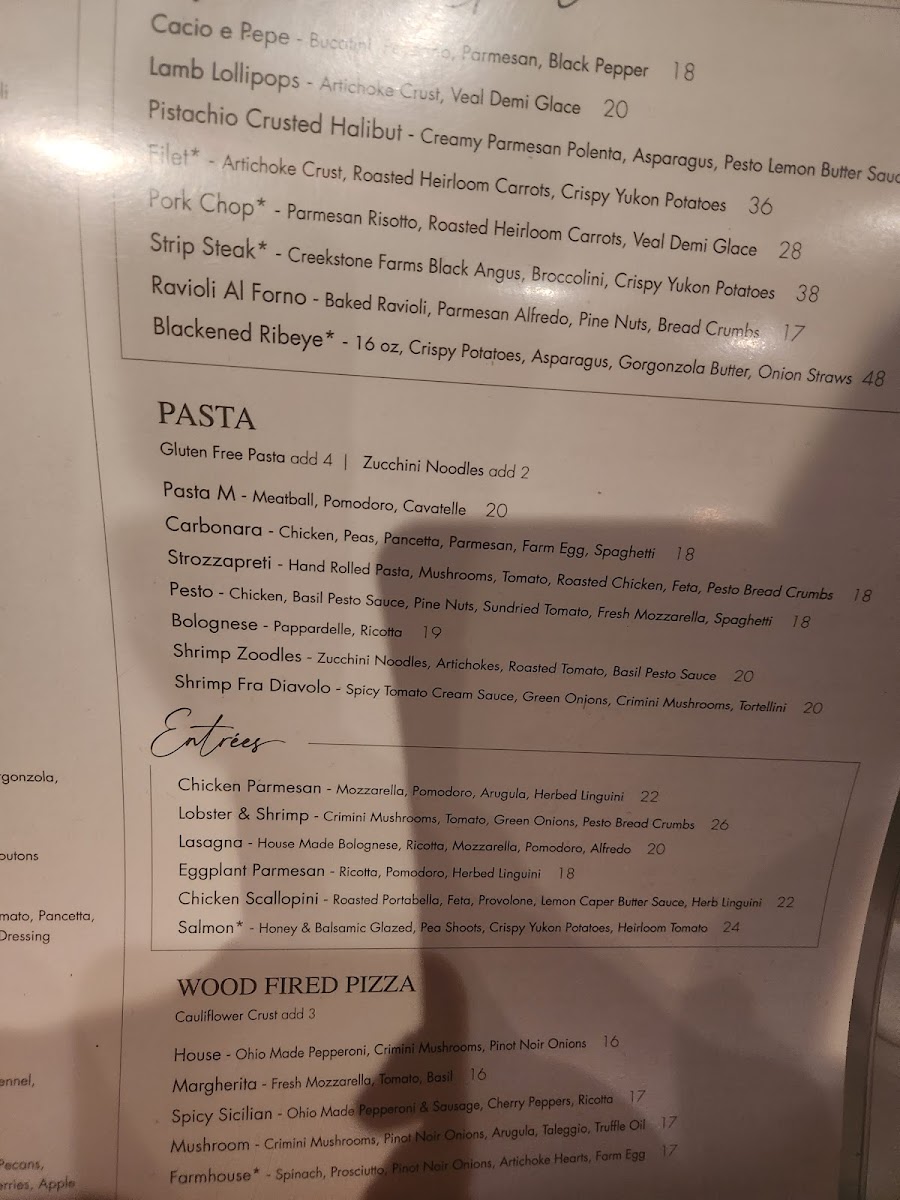 Cacio e Pepe - Parmesan, Black Pepper 18
Lamb Lollipops - Artichoke Crust, Veal Demi Glace 20
Pistachio Crusted Halibut - Creamy Parmesan Polenta, Asparagus, Pesto Lemon Butter Sauc
Filet* - Artichoke Crust, Roasted Heirloom Carrots, Crispy Yukon Potatoes 36
Pork Chop* - Parmesan Risotto, Roasted Heirloom Carrots, Veal Demi Glace 28
Strip Steak* - Creekstone Farms Black Angus, Broccolini, Crispy Yukon Potatoes 38
Ravioli Al Forno - Baked Ravioli, Parmesan Alfredo, Pine Nuts, Bread Crumbs 17
Blackened Ribeye* - 16 oz, Crispy Potatoes, Asparagus, Gorgonzola Butter, Onion Straws 48
PASTA
Gluten Free Pasta add 4 | Zucchini Noodles add 2
Pasta M - Meatball, Pomodoro, Cavatelle 20
Carbonara - Chicken, Peas, Pancetta, Parmesan, Farm Egg, Spaghetti 18
Strozzapreti - Hand Rolled Pasta, Mushrooms, Tomato, Roasted Chicken, Feta, Pesto Bread Crumbs 18
Pesto - Chicken, Basil Pesto Sauce, Pine Nuts, Sundried Tomato, Fresh Mozzarella, Spaghetti 18
Bolognese - Pappardelle, Ricotta 19
Shrimp Zoodles - Zucchini Noodles, Artichokes, Roasted Tomato, Basil Pesto Sauce 20
Shrimp Fra Diavolo - Spicy Tomato Cream Sauce, Green Onions, Crimini Mushrooms, Tortellini 20
Entrées
Chicken Parmesan - Mozzarella, Pomodoro, Arugula, Herbed Linguini 22
Lobster & Shrimp - Crimini Mushrooms, Tomato, Green Onions, Pesto Bread Crumbs 26
Lasagna - House Made Bolognese, Ricotta, Mozzarella, Pomodoro, Alfredo 20
Eggplant Parmesan - Ricotta, Pomodoro, Herbed Linguini 18
Chicken Scallopini - Roasted Portabella, Feta, Provolone, Lemon Caper Butter Sauce, Herb Linguini 22
Salmon* - Honey & Balsamic Glazed, Pea Shoots, Crispy Yukon Potatoes, Heirloom Tomato 24
WOOD FIRED PIZZA
Cauliflower Crust add 3
House - Ohio Made Pepperoni, Crimini Mushrooms, Pinot Noir Onions 16
Margherita - Fresh Mozzarella, Tomato, Basil 16
Spicy Sicilian - Ohio Made Pepperoni & Sausage, Cherry Peppers, Ricotta 17
Mushroom - Crimini Mushrooms, Pinot Noir Onions, Arugula, Taleggio, Truffle Oil 17
Farmhouse* - Spinach, Prosciutto, Pinot Noir Onions, Artichoke Hearts, Farm Egg 17
rgonzola,
outons
mato, Pancetta,
Dressing
ennel,
Pecans,
erries, Apple